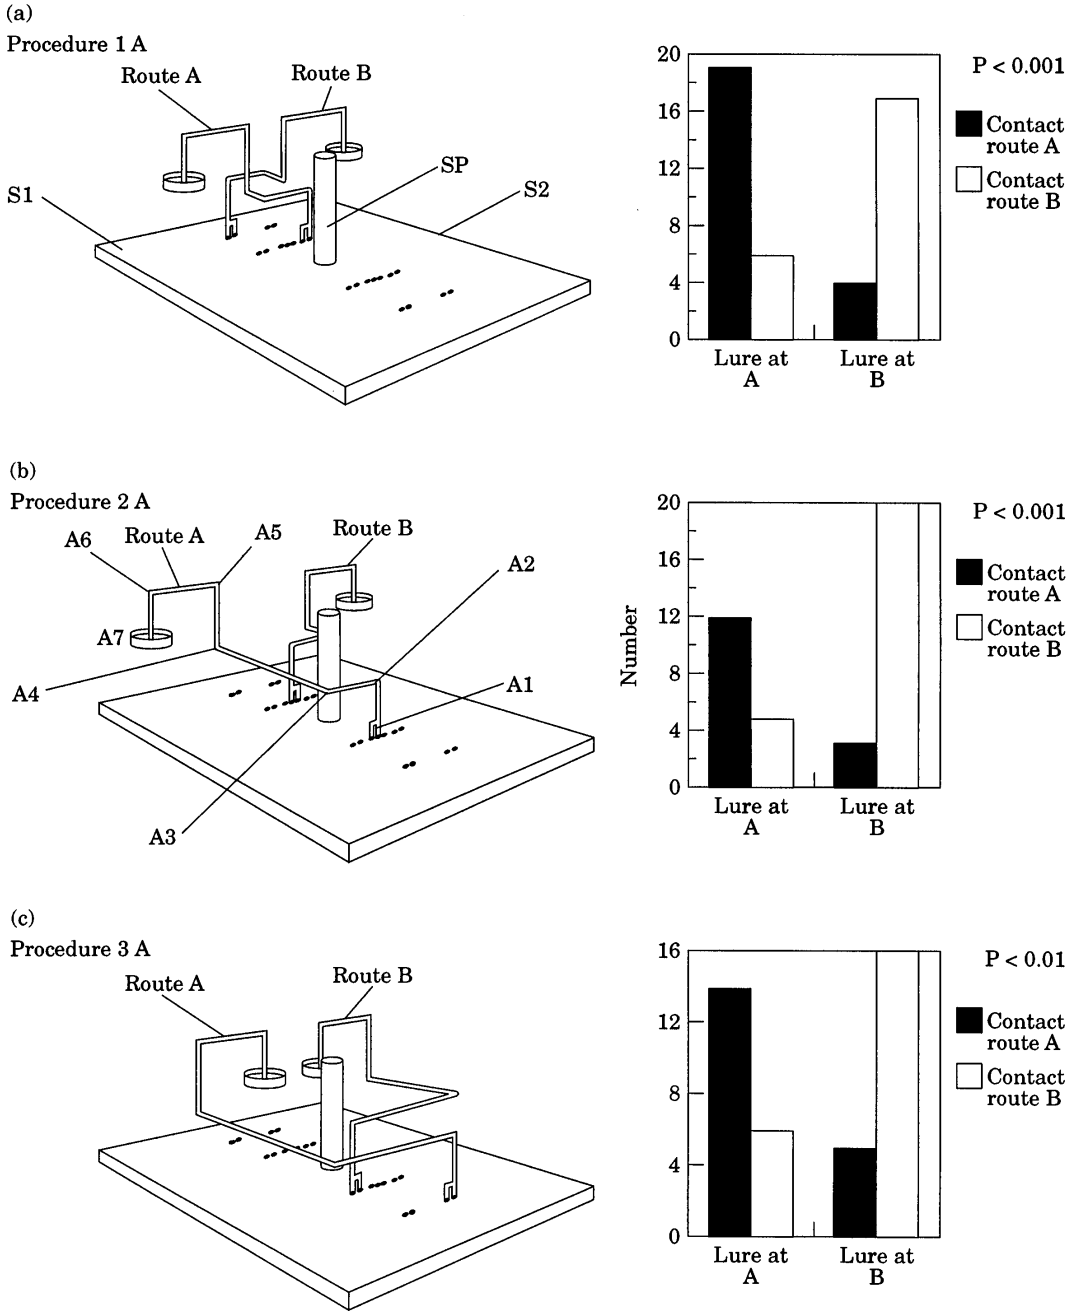 (a)
Procedure 1 A
Route A
Route B
S1
SP
S2
20
16
12
8
4
0
Lure at
A
Lure at
B
P < 0.001
Contact
route A
Contact
route B
(b)
Procedure 2 A
A6
Route A
A5
Route B
A2
A7
A4
A1
A3
Number
20
16
12
8
4
0
Lure at
A
Lure at
B
P < 0.001
Contact
route A
Contact
route B
(c)
Procedure 3 A
Route A
Route B
16
12
8
4
0
Lure at
A
Lure at
B
P < 0.01
Contact
route A
Contact
route B